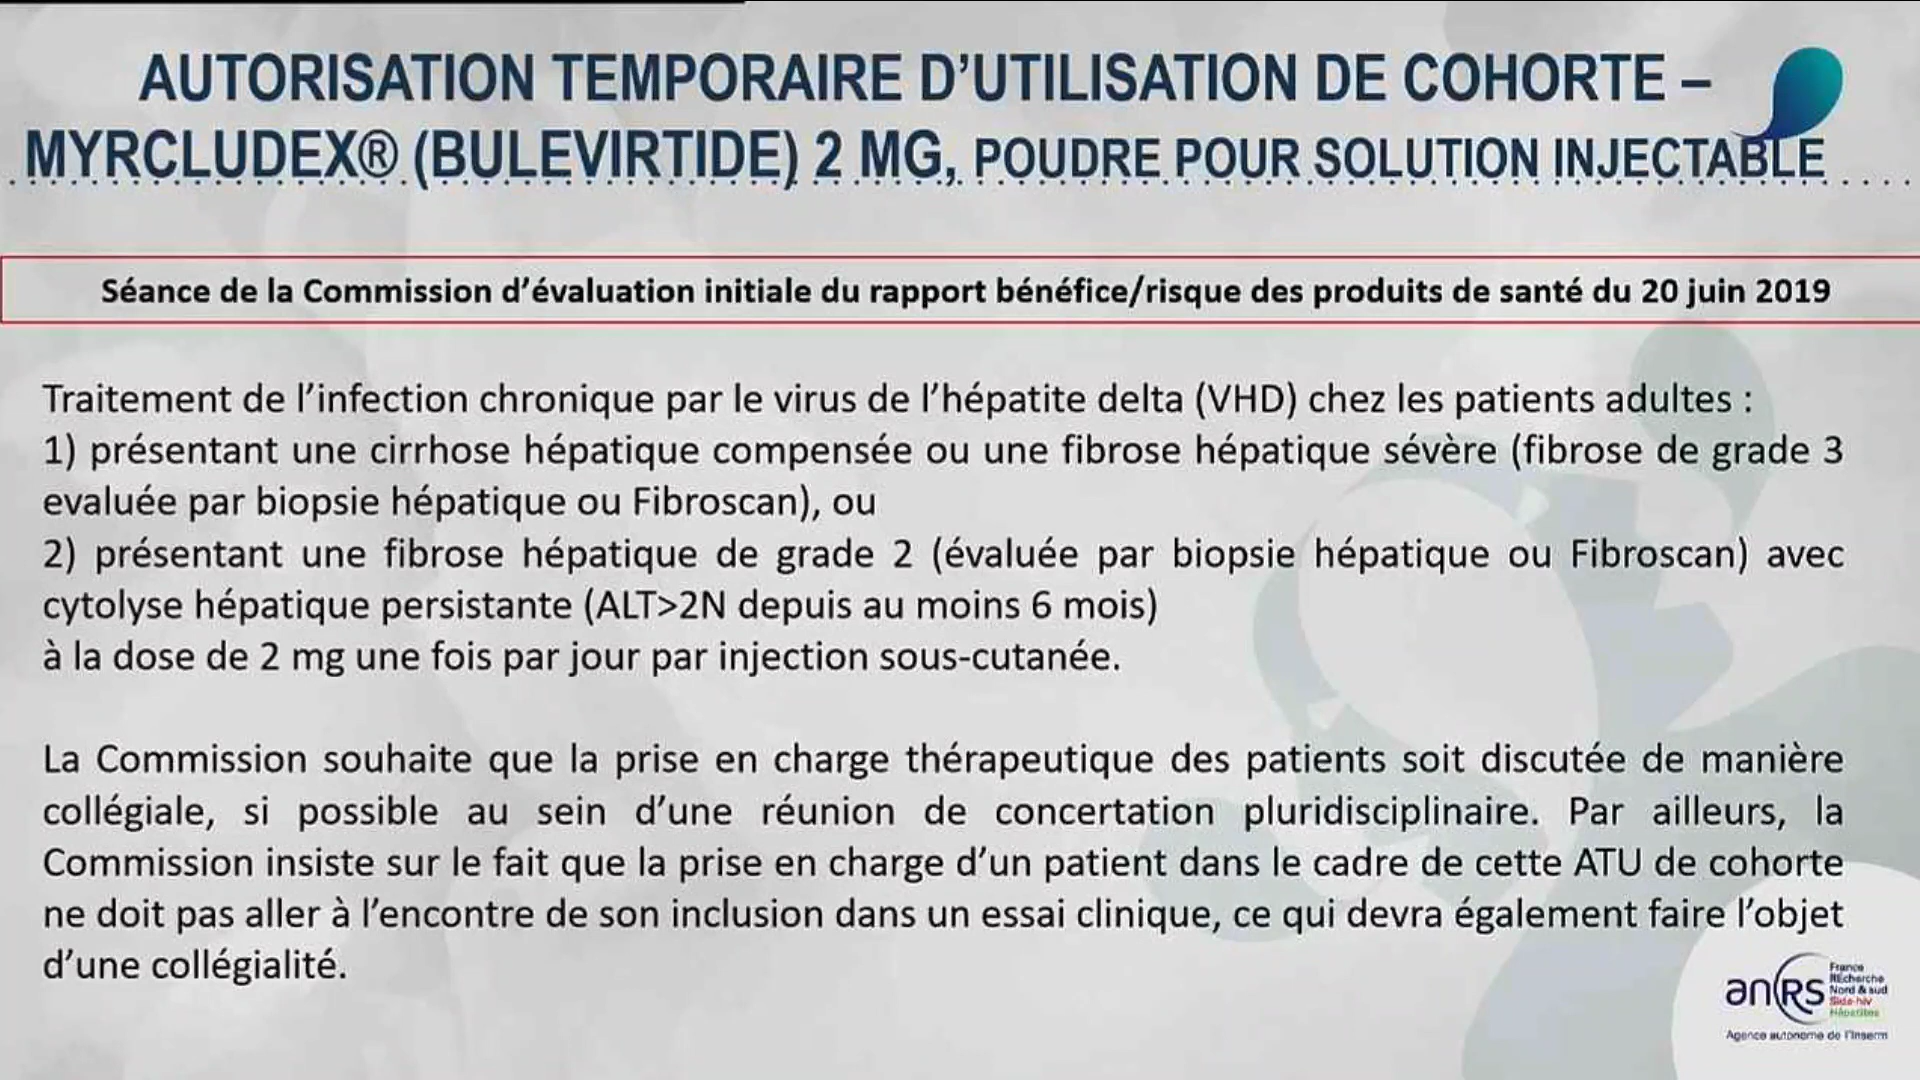 AUTORISATION TEMPORAIRE D’UTILISATION DE COHORTE –
MYRCLUDEX® (BULEVIRTIDE) 2 MG, POUDRE POUR SOLUTION INJECTABLE
Séance de la Commission d’évaluation initiale du rapport bénéfice/risque des produits de santé du 20 juin 2019
Traitement de l’infection chronique par le virus de l’hépatite delta (VHD) chez les patients adultes :
1) présentant une cirrhose hépatique compensée ou une fibrose hépatique sévère (fibrose de grade 3
evaluée par biopsie hépatique ou Fibroscan), ou
2) présentant une fibrose hépatique de grade 2 (évaluée par biopsie hépatique ou Fibroscan) avec
cytolyse hépatique persistante (ALT>2N depuis au moins 6 mois)
à la dose de 2 mg une fois par jour par injection sous-cutanée.
La Commission souhaite que la prise en charge thérapeutique des patients soit discutée de manière
collégiale, si possible au sein d’une réunion de concertation pluridisciplinaire. Par ailleurs, la
Commission insiste sur le fait que la prise en charge d’un patient dans le cadre de cette ATU de cohorte
ne doit pas aller à l’encontre de son inclusion dans un essai clinique, ce qui devra également faire l’objet
d’une collégialité.
anRS
France
REcherche
Nord & sud
Sida-hiv
Hépatites
Agence autonome de l’Inserm